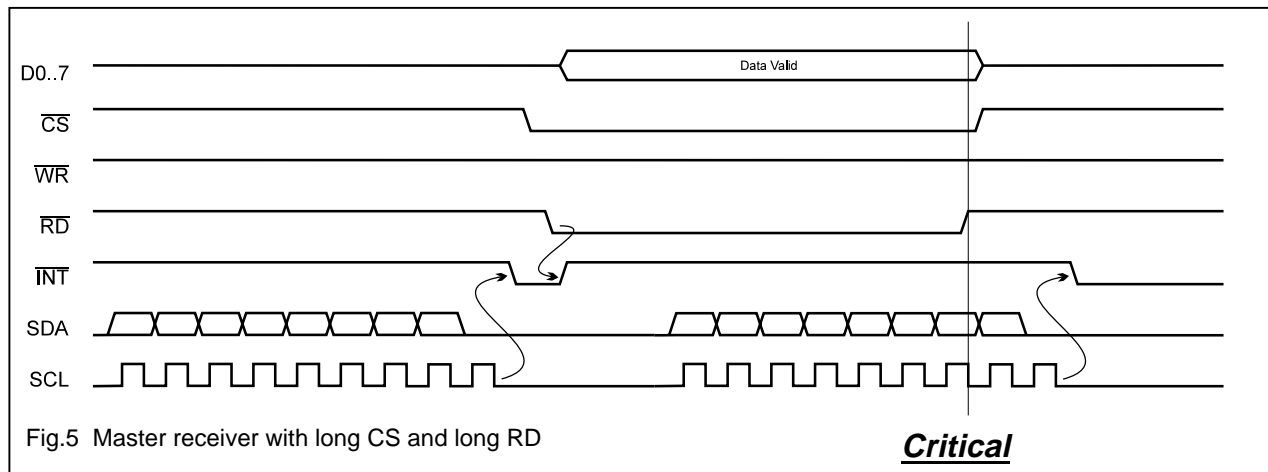 D0..7
Data Valid
CS
WR
RD
INT
SDA
SCL
Fig.5 Master receiver with long CS and long RD
Critical